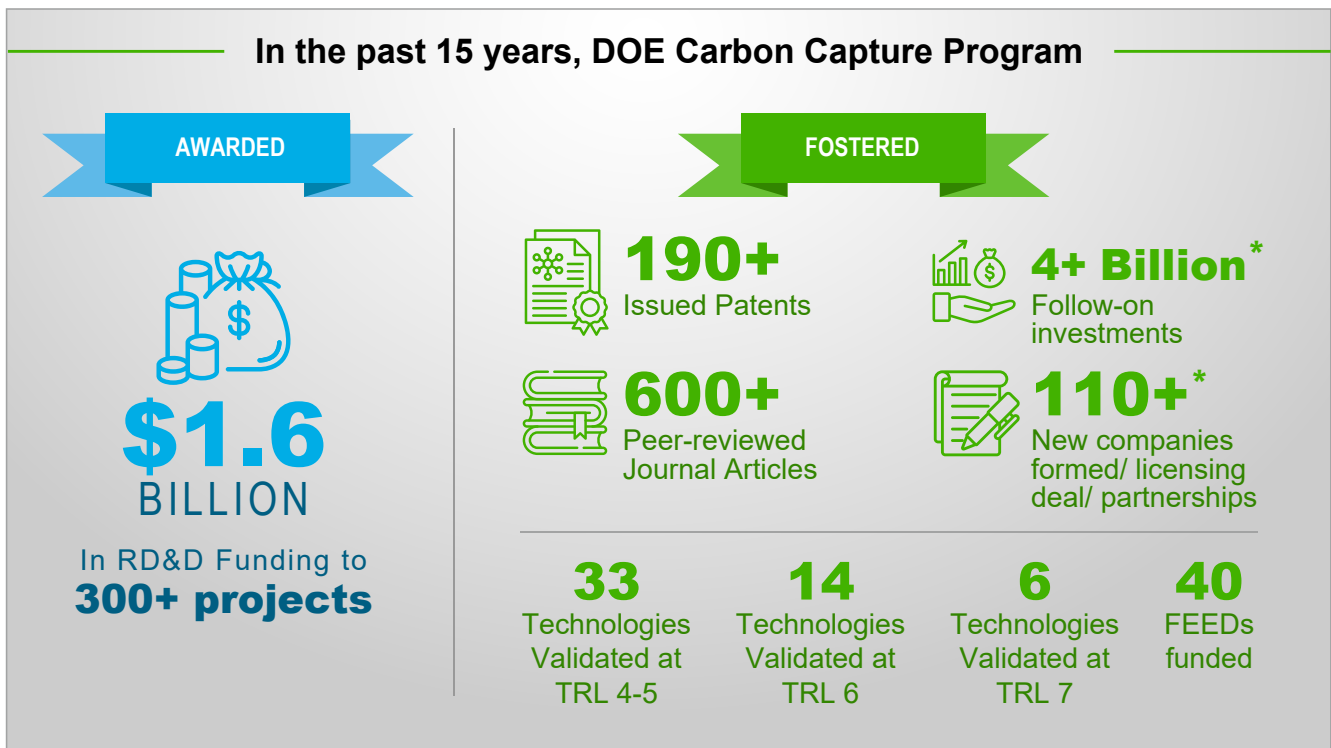 In the past 15 years, DOE Carbon Capture Program
AWARDED
$
$1.6
BILLION
In RD&D Funding to
300+ projects
FOSTERED
190+
Issued Patents
$
4+ Billion*
Follow-on
investments
600+
Peer-reviewed
Journal Articles
110+*
New companies
formed/ licensing
deal/ partnerships
33
Technologies
Validated at
TRL 4-5
14
Technologies
Validated at
TRL 6
6
Technologies
Validated at
TRL 7
40
FEEDs
funded